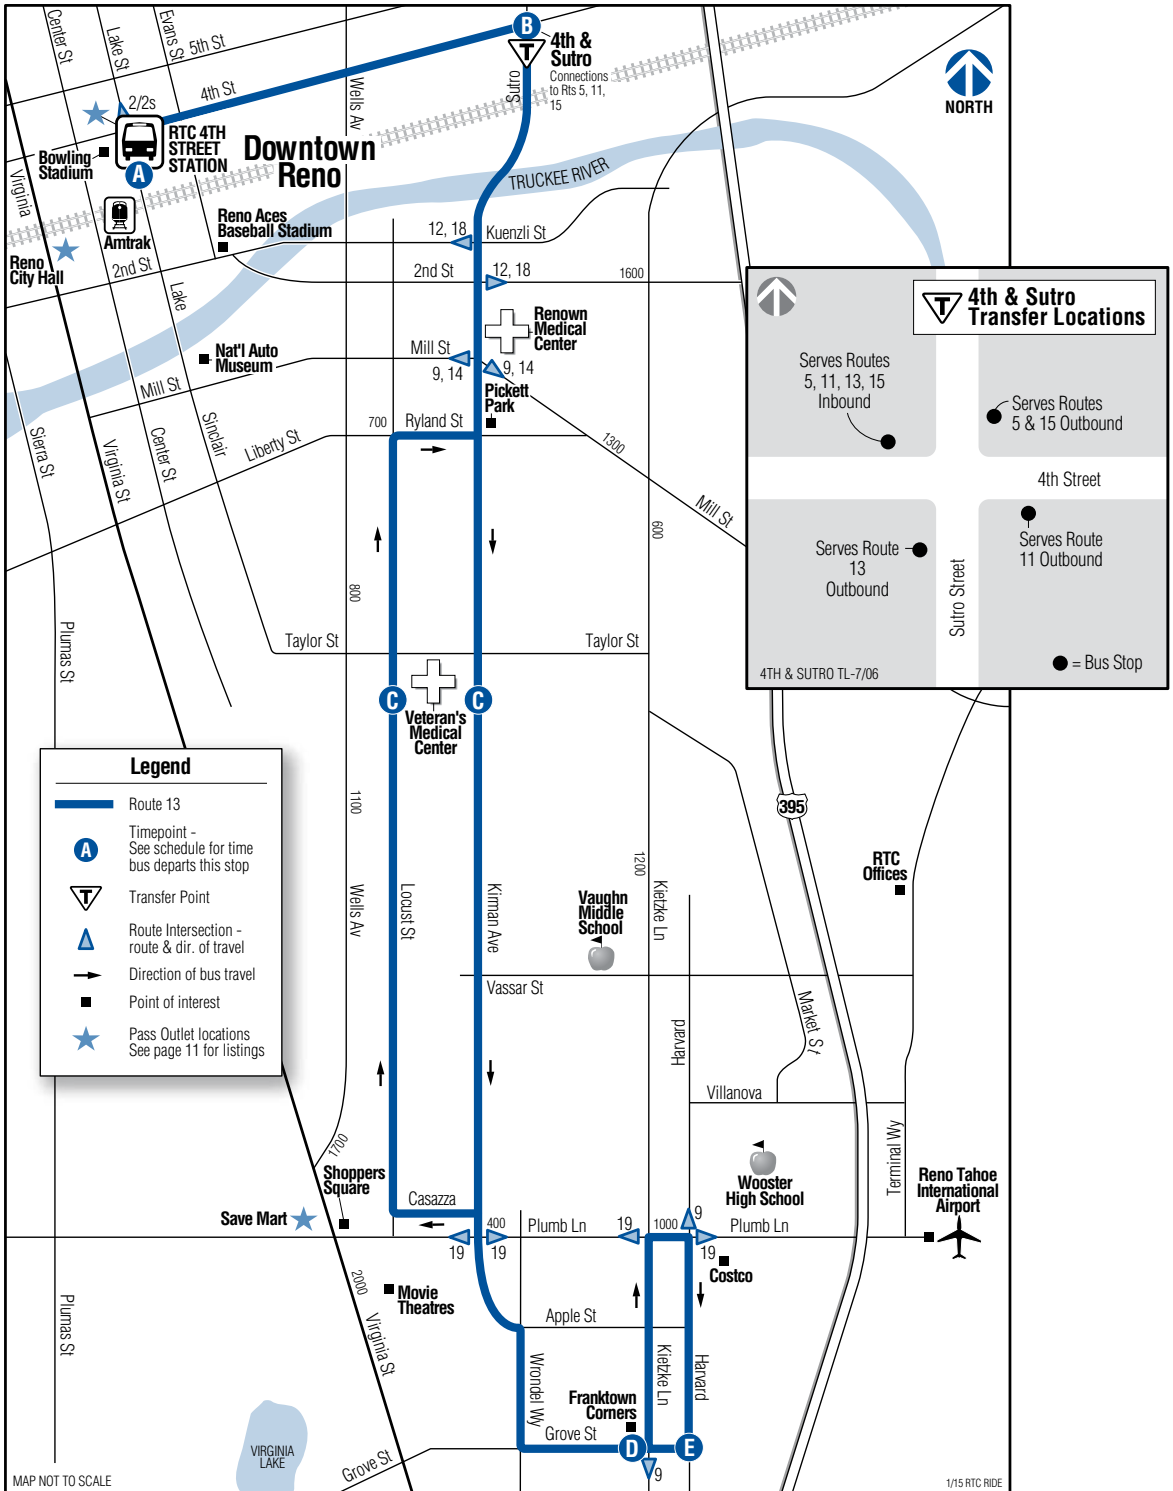 Center St
Lake St
Evans St
5th St
4th St
Wells Av
Sutro
B
T
4th &
Sutro
Connections
to Rts 5, 11,
15
NORTH
2/2s
RTC 4TH
STREET
STATION
A
Bowling
Stadium
Downtown
Reno
Virginia
TRUCKEE RIVER
Amtrak
Reno Aces
Baseball Stadium
Reno
City Hall
2nd St
Lake
12, 18
Kuenzli St
2nd St
12, 18
1600
Renown
Medical
Center
Nat'l Auto
Museum
Mill St
9, 14
9, 14
Pickett
Park
Mill St
700
Ryland St
1300
Mill St
Sierra St
Virginia St
Center St
Sinclair
Liberty St
600
800
Taylor St
Taylor St
Plumas St
C
C
Veteran's
Medical
Center
T
4th & Sutro
Transfer Locations
Serves Routes
5, 11, 13, 15
Inbound
Serves Routes
5 & 15 Outbound
4th Street
Serves Route
13
Outbound
Serves Route
11 Outbound
Sutro Street
= Bus Stop
4TH & SUTRO TL-7/06
Legend
Route 13
A
Timepoint -
See schedule for time
bus departs this stop
T
Transfer Point
Route Intersection -
route & dir. of travel
Direction of bus travel
Point of interest
Pass Outlet locations
See page 11 for listings
1100
Wells Av
Locust St
Kirman Ave
1200
Kietzke Ln
395
RTC
Offices
Vaughn
Middle
School
Vassar St
Harvard
Market St
Villanova
Terminal Wy
1700
Shoppers
Square
Save Mart
Casazza
Wooster
High School
Reno Tahoe
International
Airport
400
Plumb Ln
19
19
19
1000
9
19
Plumb Ln
Costco
2000
Movie
Theatres
Plumas St
Virginia St
Apple St
Wrondel Wy
Kietzke Ln
Harvard
Franktown
Corners
Grove St
D
E
9
VIRGINIA
LAKE
Grove St
MAP NOT TO SCALE
1/15 RTC RIDE